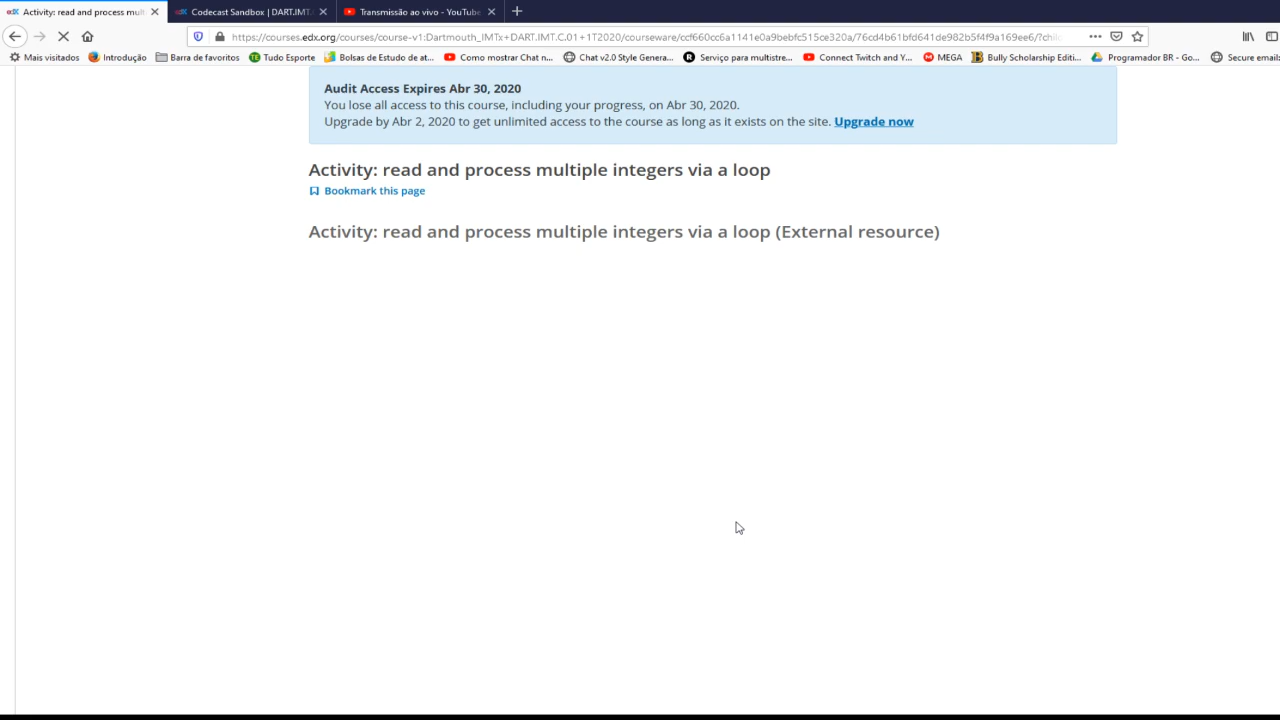 Activity: read and process mult
Codecast Sandbox | DART.IMT.
Transmissão ao vivo - YouTube
https://courses.edx.org/courses/course-v1:Dartmouth_IMTx+DART.IMT.C.01+1T2020/courseware/ccf660cc6a1141e0a9bebfc515ce320a/76cd4b61bfd641de982b5f4f9a169ee6/?chil
Mais visitados
Introdução
Barra de favoritos
TE Tudo Esporte
Bolsas de Estudo de at...
Como mostrar Chat n...
Chat v2.0 Style Genera...
R Serviço para multistre...
Connect Twitch and Y...
M MEGA
B Bully Scholarship Editi...
Programador BR - Go...
Secure email:
Audit Access Expires Abr 30, 2020
You lose all access to this course, including your progress, on Abr 30, 2020.
Upgrade by Abr 2, 2020 to get unlimited access to the course as long as it exists on the site. Upgrade now
Activity: read and process multiple integers via a loop
Bookmark this page
Activity: read and process multiple integers via a loop (External resource)